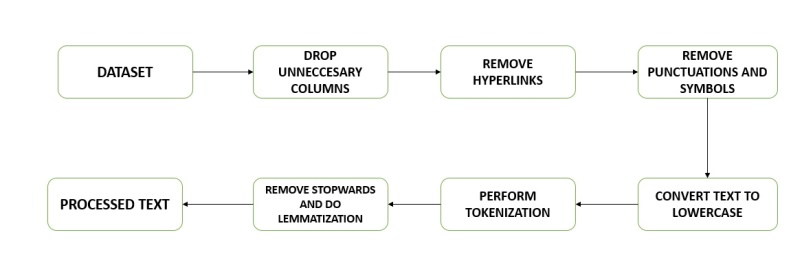 DATASET
DROP
UNNECCESARY
COLUMNS
REMOVE
HYPERLINKS
REMOVE
PUNCTUATIONS AND
SYMBOLS
CONVERT TEXT TO
LOWERCASE
PERFORM
TOKENIZATION
REMOVE STOPWARDS
AND DO
LEMMATIZATION
PROCESSED TEXT